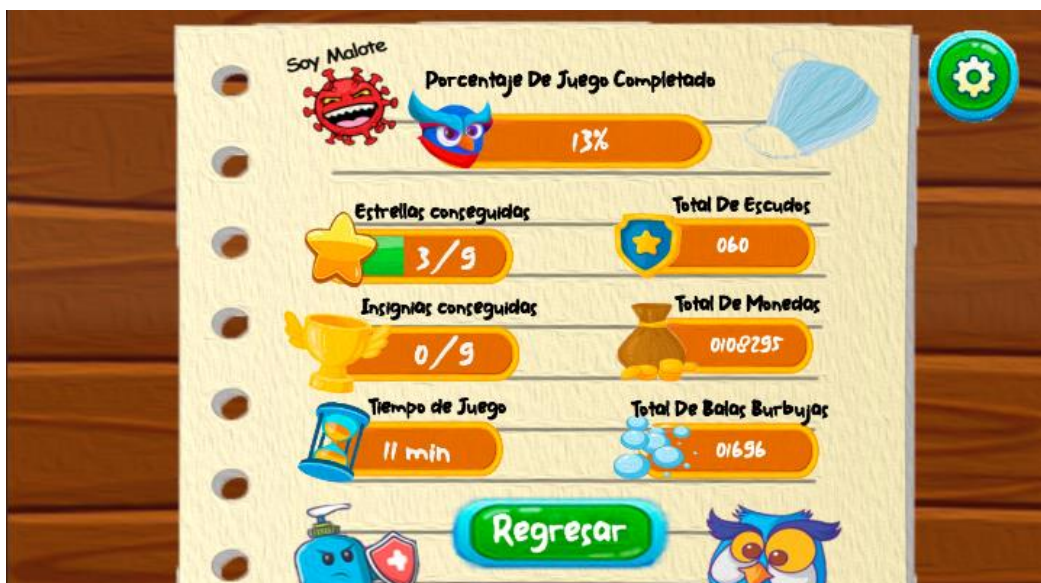 Soy Malote
Porcentaje De Juego Completado
13%
Estrellas conseguidas
3/9
Total De Escudos
060
Insignias conseguidas
0/9
Total De Monedas
0108295
Tiempo de Juego
11 min
Total De Balas Burbujas
01696
Regresar